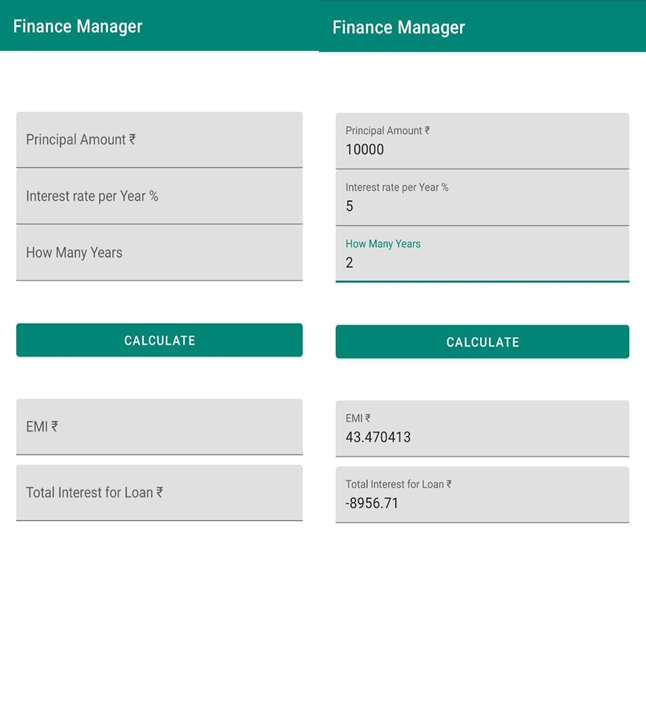 Finance Manager
Principal Amount ₹
Interest rate per Year %
How Many Years
CALCULATE
EMI ₹
Total Interest for Loan ₹
Finance Manager
Principal Amount ₹
10000
Interest rate per Year %
5
How Many Years
2
CALCULATE
EMI ₹
43.470413
Total Interest for Loan ₹
-8956.71